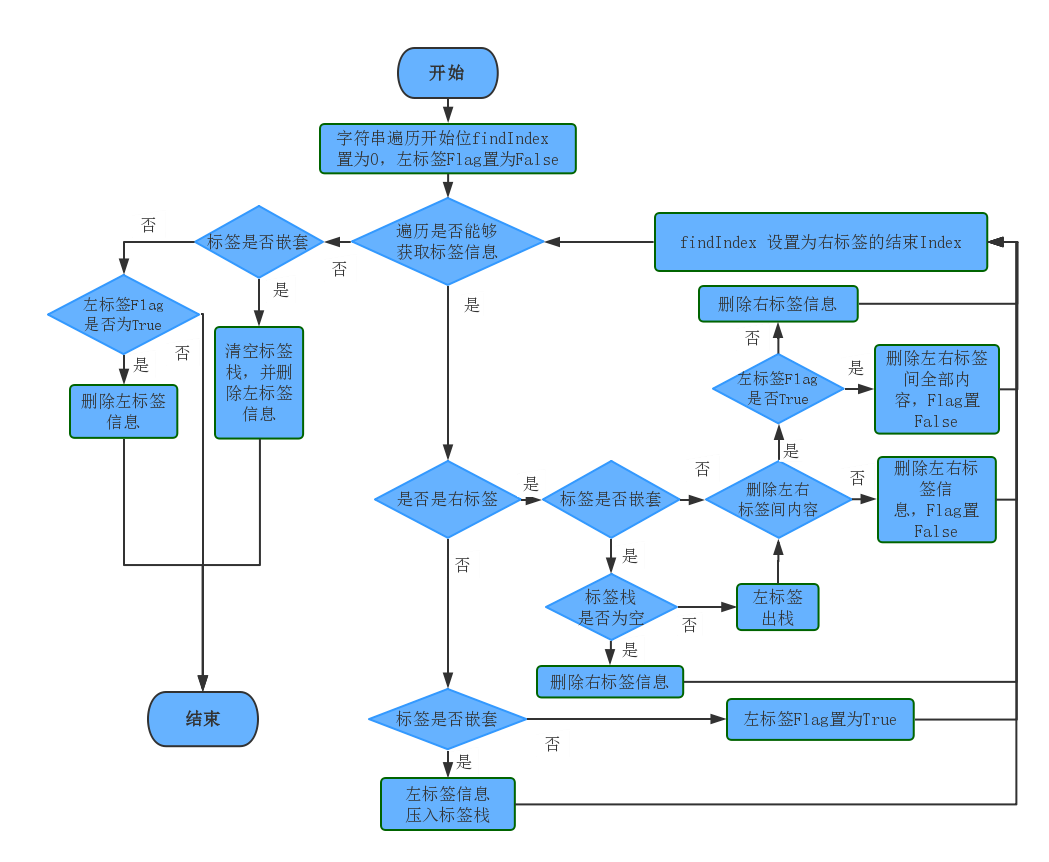 开始
字符串遍历开始位findIndex
置为0，左标签Flag置为False
遍历是否能够
获取标签信息
findIndex 设置为右标签的结束Index
否
标签是否嵌套
否
是
是
左标签Flag
是否为True
否
是
删除左标签
信息
清空标签
栈，并删
除左标签
信息
删除右标签信息
否
左标签Flag
是否True
是
删除左右标签
间全部内
容，Flag置
False
是
是否是右标签
是
标签是否嵌套
否
删除左右
标签间内容
否
删除左右标
签信
息，Flag置
False
否
是
标签栈
是否为空
否
左标签
出栈
是
删除右标签信息
结束
标签是否嵌套
否
左标签Flag置为True
是
左标签信息
压入标签栈